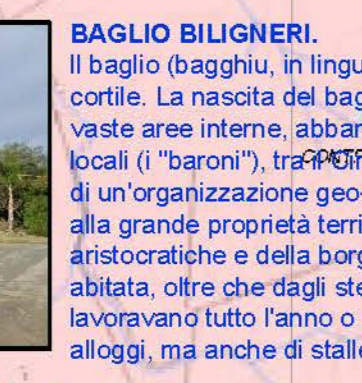 BAGLIO BILIGNERI.
Il baglio (bagghiu, in lingu
cortile. La nascita del bag
vaste aree interne, abban
locali (i "baroni"), tra il
di un'organizzazione geo-
alla grande proprietà terri
aristocratiche e della borg
abitata, oltre che dagli ste
lavoravano tutto l'anno o
alloggi, ma anche di stalle